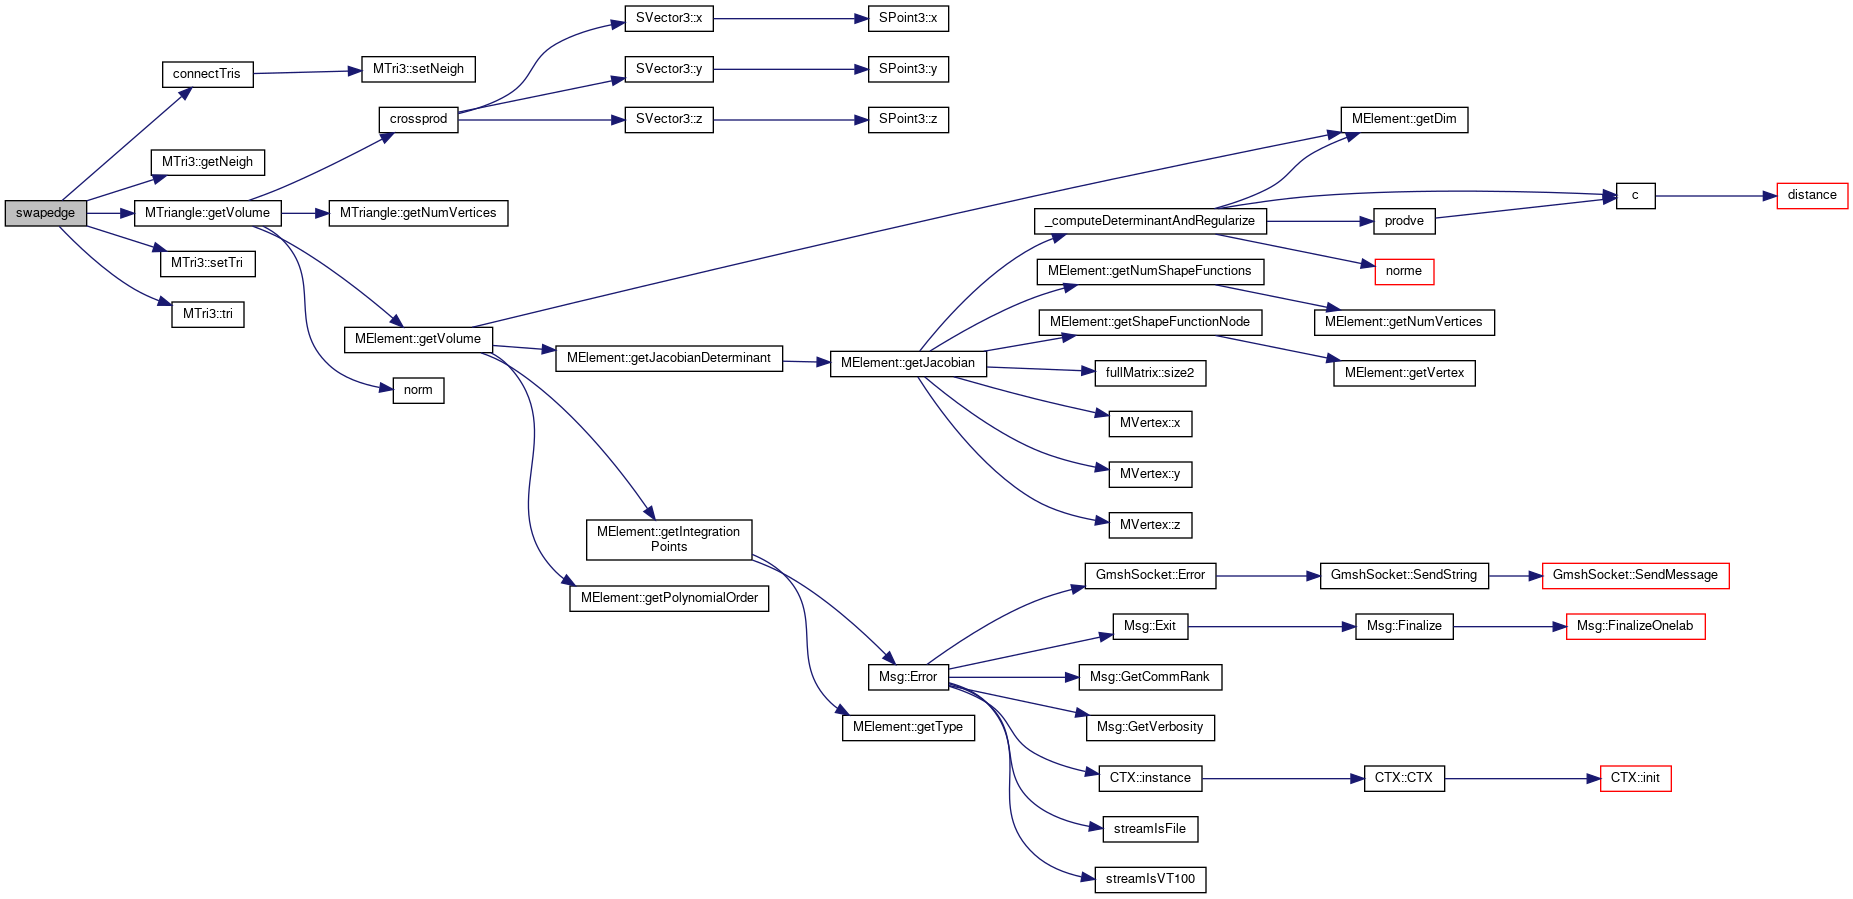 SVector3::x
SPoint3::x
connectTris
MTri3::setNeigh
SVector3::y
SPoint3::y
crossprod
SVector3::z
SPoint3::z
MElement::getDim
MTri3::getNeigh
swapedge
MTriangle::getVolume
MTriangle::getNumVertices
_computeDeterminantAndRegularize
prodve
c
distance
MTri3::setTri
MElement::getNumShapeFunctions
norme
MTri3::tri
MElement::getShapeFunctionNode
MElement::getNumVertices
MElement::getVolume
MElement::getJacobianDeterminant
MElement::getJacobian
fullMatrix::size2
MElement::getVertex
norm
MVertex::x
MVertex::y
MVertex::z
MElement::getIntegration
Points
MElement::getPolynomialOrder
GmshSocket::Error
GmshSocket::SendString
GmshSocket::SendMessage
Msg::Exit
Msg::Finalize
Msg::FinalizeOnelab
Msg::Error
Msg::GetCommRank
MElement::getType
Msg::GetVerbosity
CTX::instance
CTX::CTX
CTX::init
streamIsFile
streamIsVT100